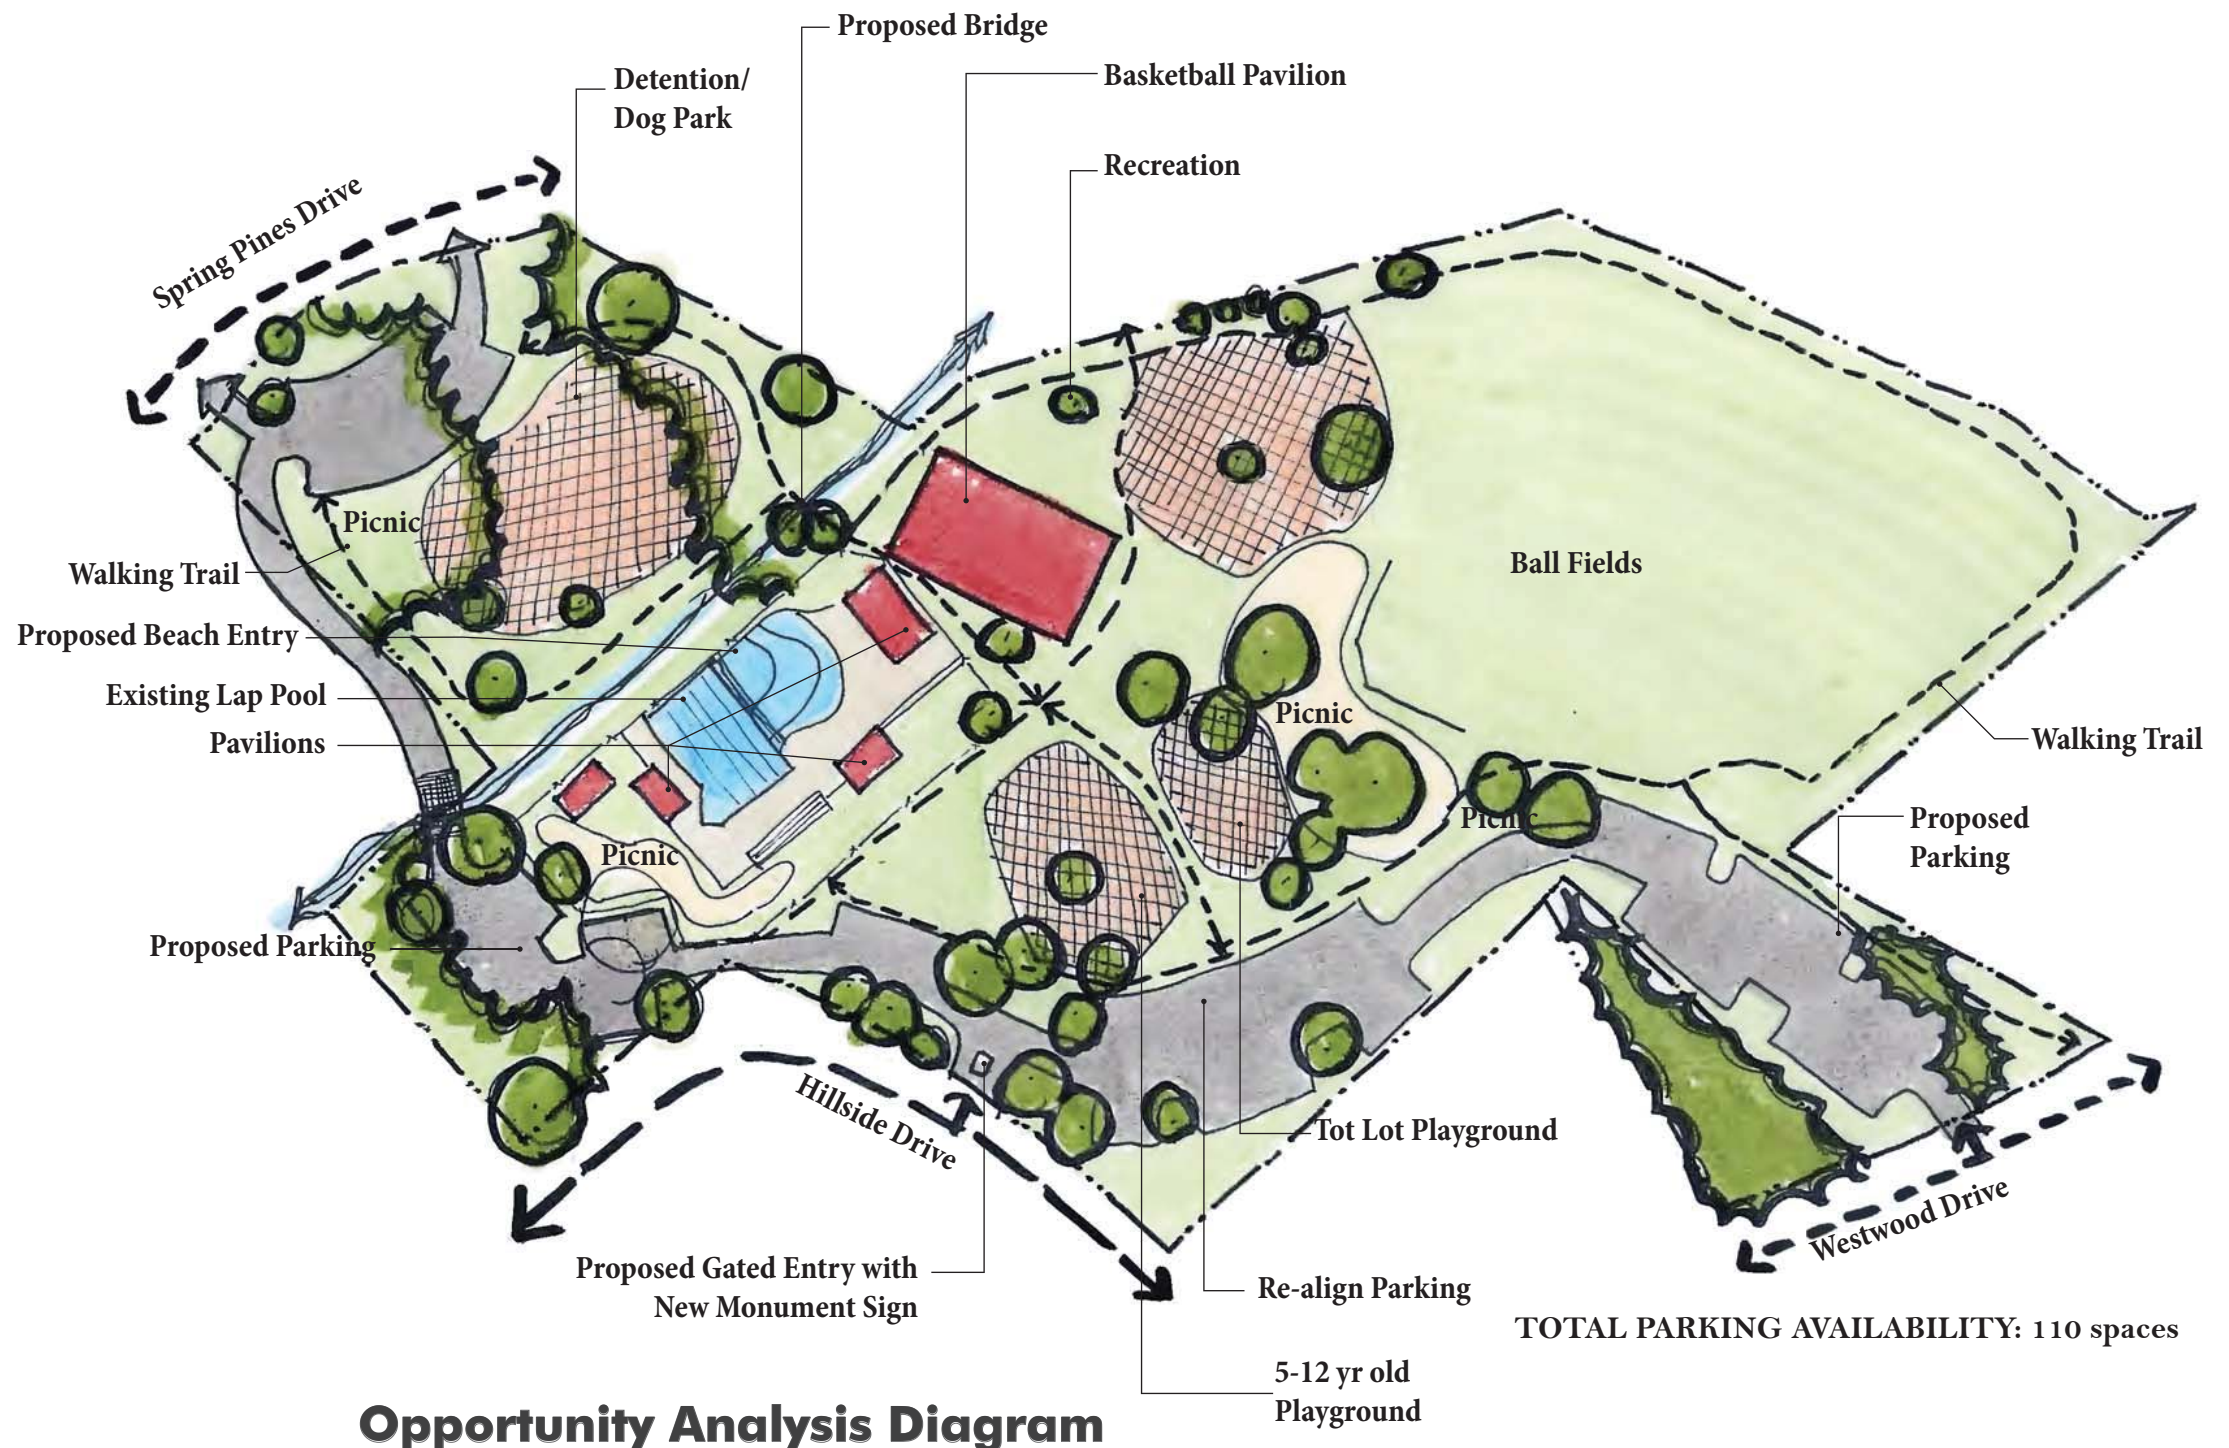 Proposed Bridge
Detention/
Dog Park
Basketball Pavilion
Recreation
Spring Pines Drive
Picnic
Walking Trail
Ball Fields
Proposed Beach Entry
Existing Lap Pool
Pavilions
Picnic
Walking Trail
Picnic
Proposed
Parking
Picnic
Proposed Parking
Hillside Drive
Tot Lot Playground
Westwood Drive
Proposed Gated Entry with
New Monument Sign
Re-align Parking
TOTAL PARKING AVAILABILITY: 110 spaces
5-12 yr old
Playground
Opportunity Analysis Diagram